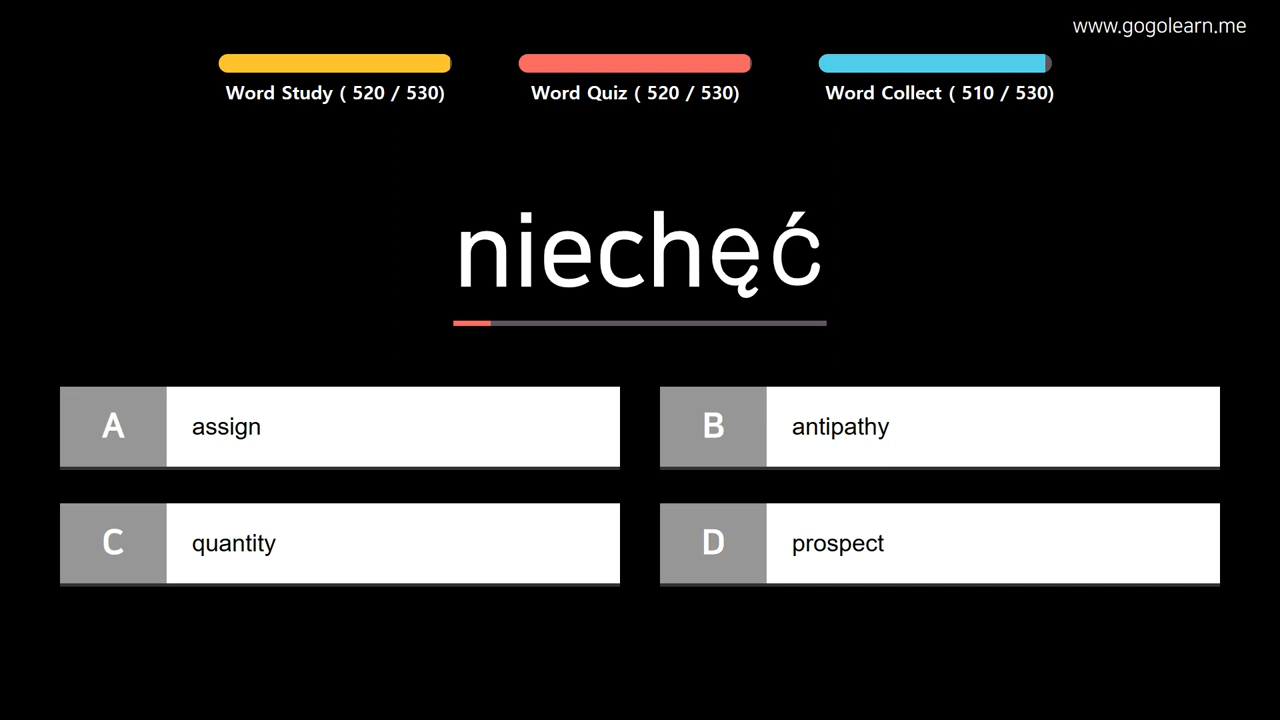 www.gogolearn.me
Word Study ( 520 / 530)
Word Quiz ( 520 / 530)
Word Collect ( 510 / 530)
niechęć
A assign
B antipathy
C quantity
D prospect